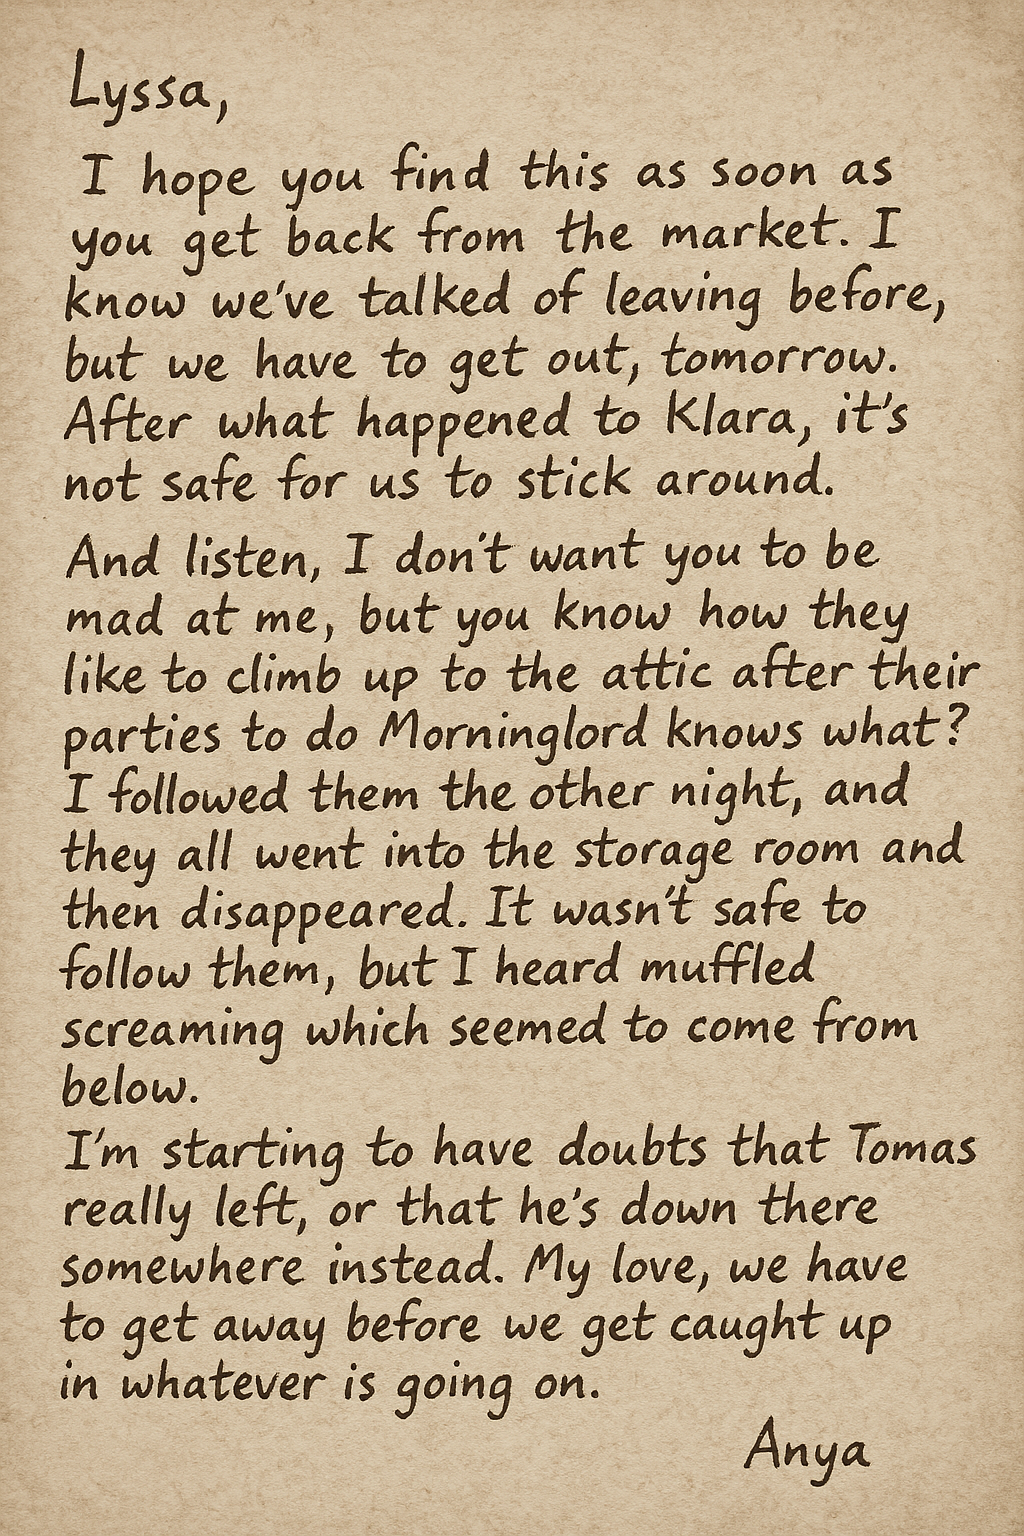 Lyssa,
I hope you find this as soon as
you get back from the market. I
know we've talked of leaving before,
but we have to get out, tomorrow.
After what happened to Klara, it's
not safe for us to stick around.
And listen, I don't want you to be
mad at me, but you know how they
like to climb up to the attic after their
parties to do Morninglord knows what?
I followed them the other night, and
they all went into the storage room and
then disappeared. It wasn't safe to
follow them, but I heard muffled
screaming which seemed to come from
below.
I'm starting to have doubts that Tomas
really left, or that he's down there
somewhere instead. My love, we have
to get away before we get caught up
in whatever is going on.
Anya